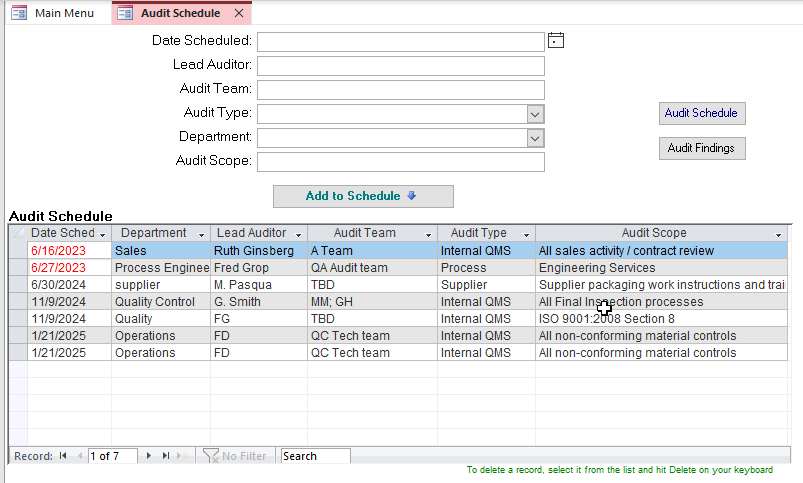 Main Menu Audit Schedule
Date Scheduled:
Lead Auditor:
Audit Team:
Audit Type: Audit Schedule
Department:
Audit Findings
Audit Scope:
Add to Schedule
Audit Schedule
Date Sched Department Lead Auditor Audit Team Audit Type Audit Scope
6/16/2023 Sales Ruth Ginsberg A Team Internal QMS All sales activity / contract review
6/27/2023 Process Enginee Fred Grop QA Audit team Process Engineering Services
6/30/2024 supplier M. Pasqua TBD Supplier Supplier packaging work instructions and trai
11/9/2024 Quality Control G. Smith MM; GH Internal QMS All Final Inspection processes
11/9/2024 Quality FG TBD Internal QMS ISO 9001:2008 Section 8
1/21/2025 Operations FD QC Tech team Internal QMS All non-conforming material controls
1/21/2025 Operations FD QC Tech team Internal QMS All non-conforming material controls
Record: 1 of 7 No Filter Search
To delete a record, select it from the list and hit Delete on your keyboard